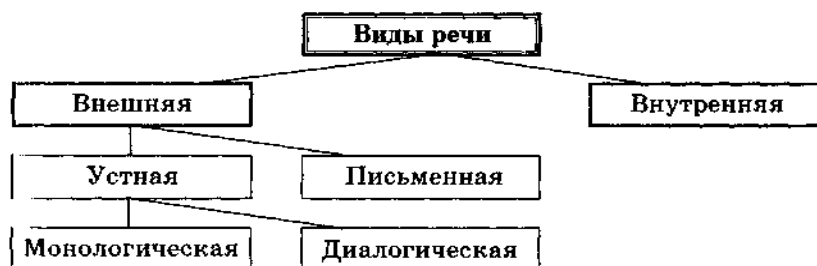 Виды речи
Внешняя
Внутренняя
Устная
Письменная
Монологическая
Диалогическая